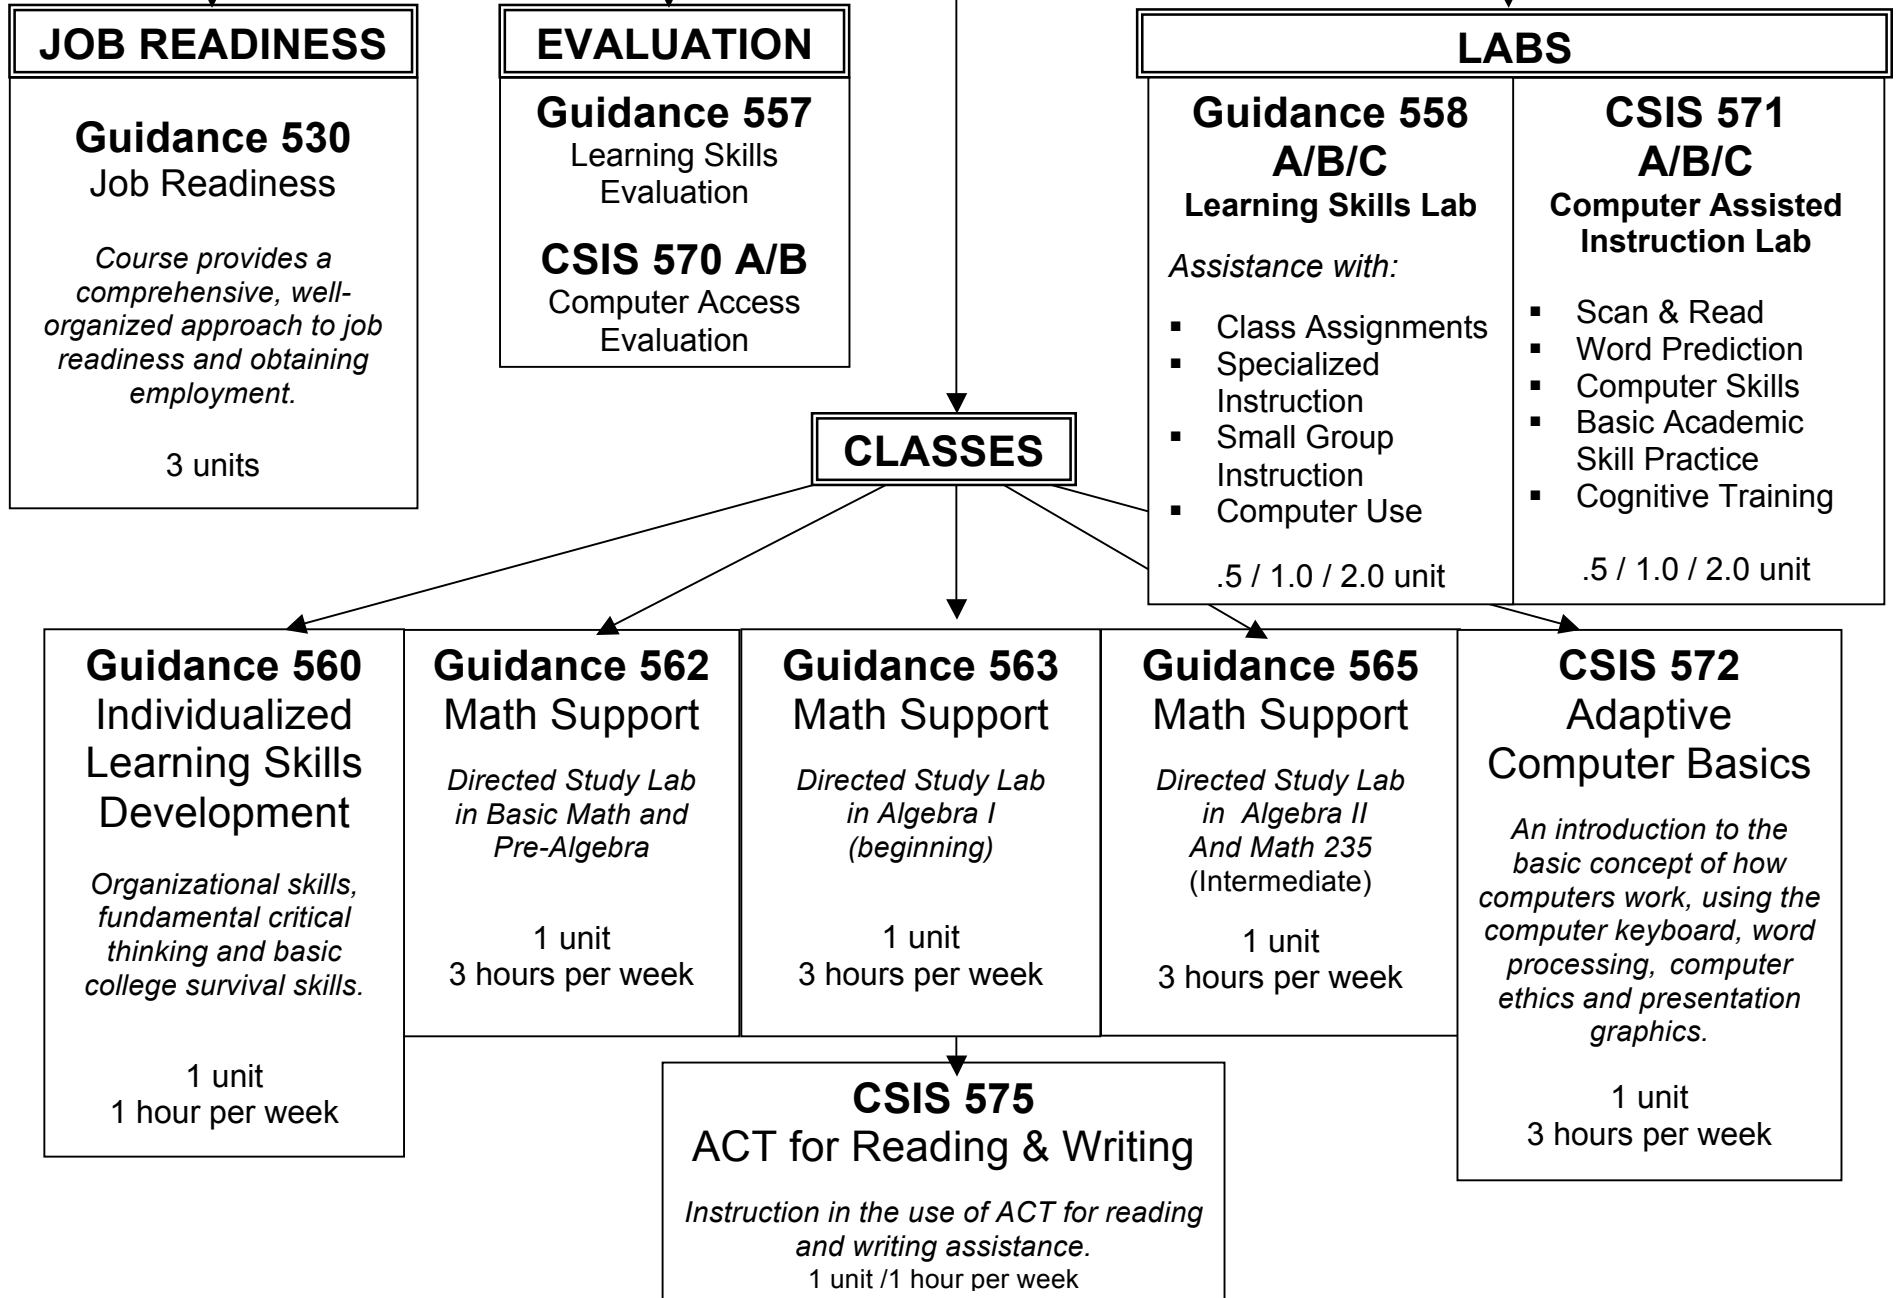 JOB READINESS
Guidance 530
Job Readiness
Course provides a
comprehensive, well-
organized approach to job
readiness and obtaining
employment.
3 units
EVALUATION
Guidance 557
Learning Skills
Evaluation
CSIS 570 A/B
Computer Access
Evaluation
LABS
Guidance 558
A/B/C
Learning Skills Lab
Assistance with:
▪ Class Assignments
▪ Specialized
Instruction
▪ Small Group
Instruction
▪ Computer Use
.5 / 1.0 / 2.0 unit
CSIS 571
A/B/C
Computer Assisted
Instruction Lab
▪ Scan & Read
▪ Word Prediction
▪ Computer Skills
▪ Basic Academic
Skill Practice
▪ Cognitive Training
.5 / 1.0 / 2.0 unit
CLASSES
Guidance 560
Individualized
Learning Skills
Development
Organizational skills,
fundamental critical
thinking and basic
college survival skills.
1 unit
1 hour per week
Guidance 562
Math Support
Directed Study Lab
in Basic Math and
Pre-Algebra
1 unit
3 hours per week
Guidance 563
Math Support
Directed Study Lab
in Algebra I
(beginning)
1 unit
3 hours per week
Guidance 565
Math Support
Directed Study Lab
in Algebra II
And Math 235
(Intermediate)
1 unit
3 hours per week
CSIS 572
Adaptive
Computer Basics
An introduction to the
basic concept of how
computers work, using the
computer keyboard, word
processing, computer
ethics and presentation
graphics.
1 unit
3 hours per week
CSIS 575
ACT for Reading & Writing
Instruction in the use of ACT for reading
and writing assistance.
1 unit /1 hour per week